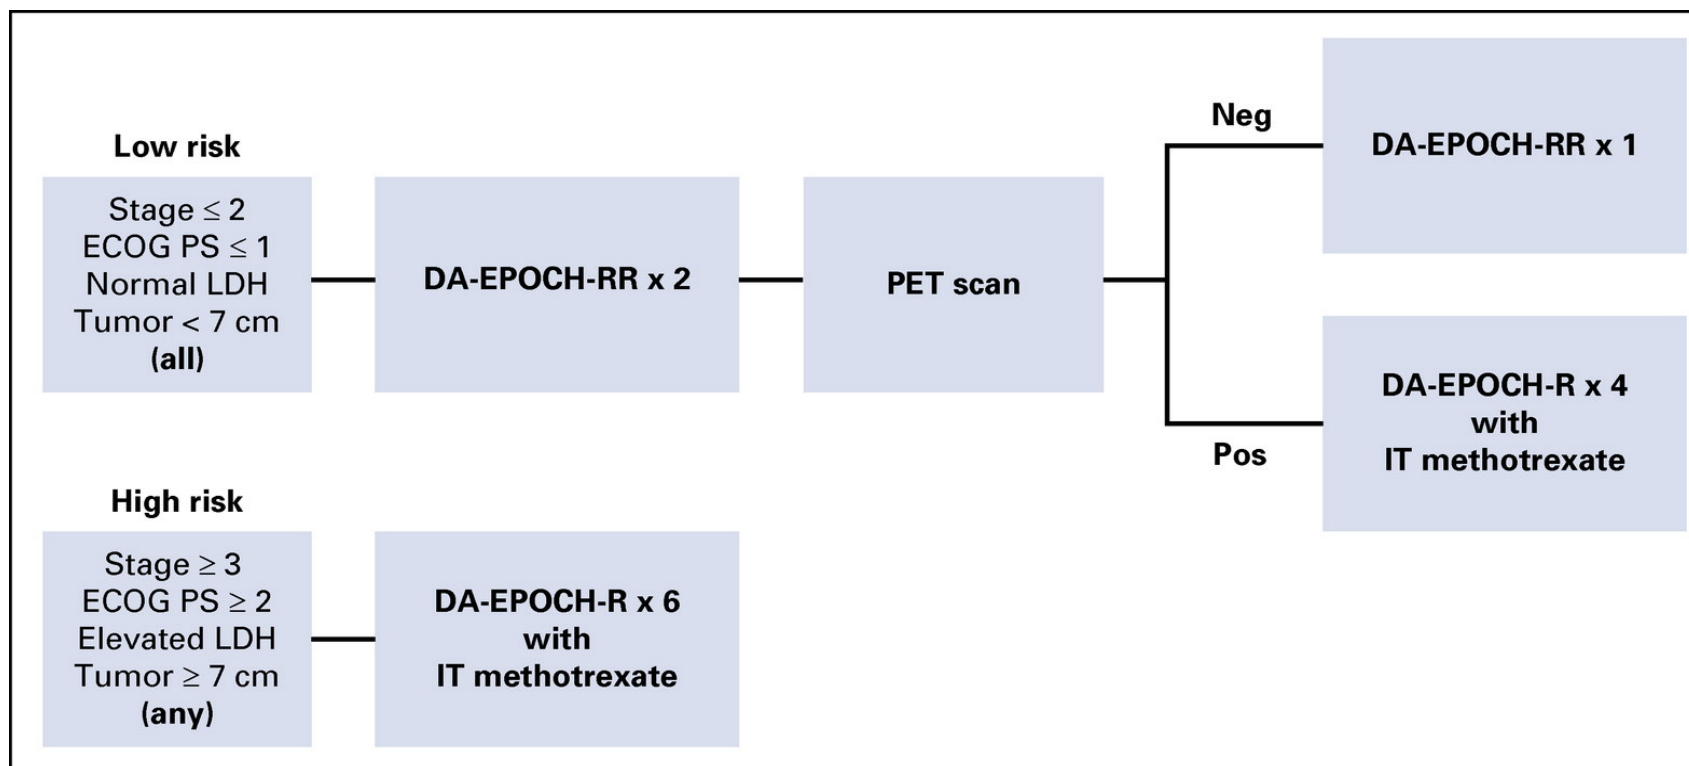 Low risk
Stage ≤ 2
ECOG PS ≤ 1
Normal LDH
Tumor < 7 cm
(all)
DA-EPOCH-RR x 2
PET scan
Neg
DA-EPOCH-RR x 1
Pos
DA-EPOCH-R x 4
with
IT methotrexate
High risk
Stage ≥ 3
ECOG PS ≥ 2
Elevated LDH
Tumor ≥ 7 cm
(any)
DA-EPOCH-R x 6
with
IT methotrexate